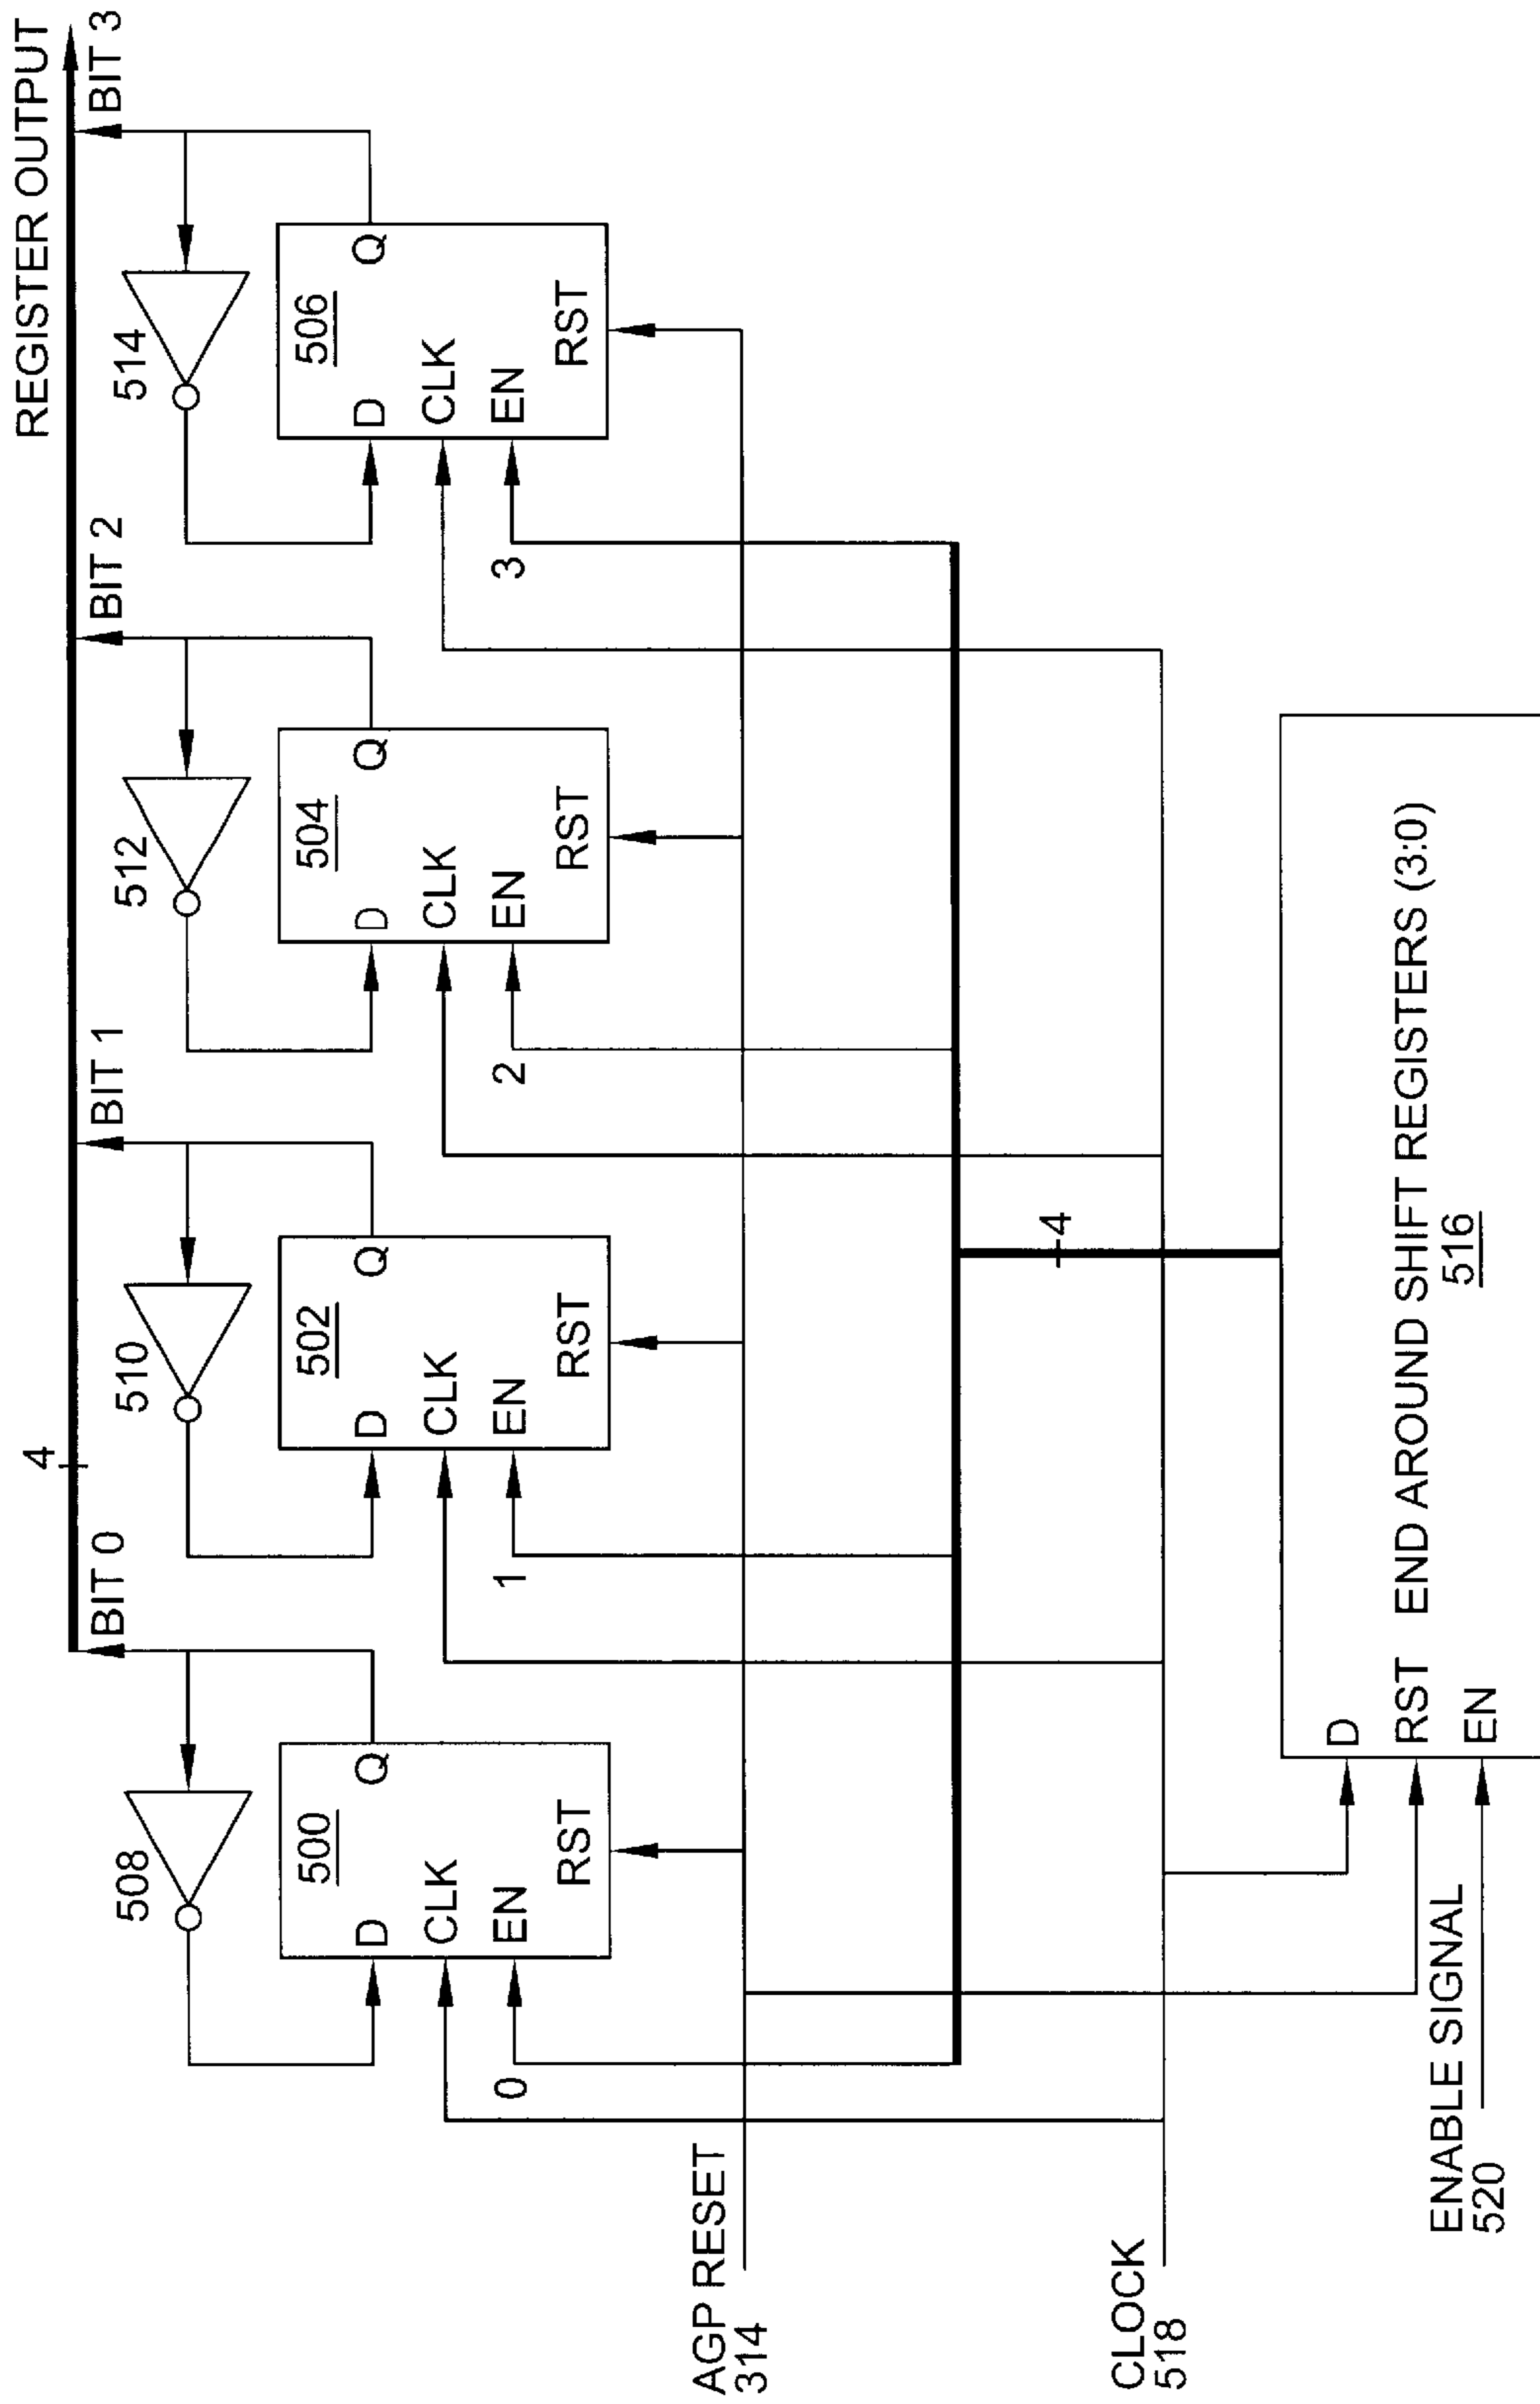 REGISTER OUTPUT
4
BIT 0
BIT 1
BIT 2
BIT 3
508
510
512
514
500
D
Q
CLK
EN
RST
502
D
Q
CLK
EN
RST
504
D
Q
CLK
EN
RST
506
D
Q
CLK
EN
RST
0
1
2
3
AGP RESET
314
4
CLOCK
518
D
RST
EN
END AROUND SHIFT REGISTERS (3:0)
516
ENABLE SIGNAL
520